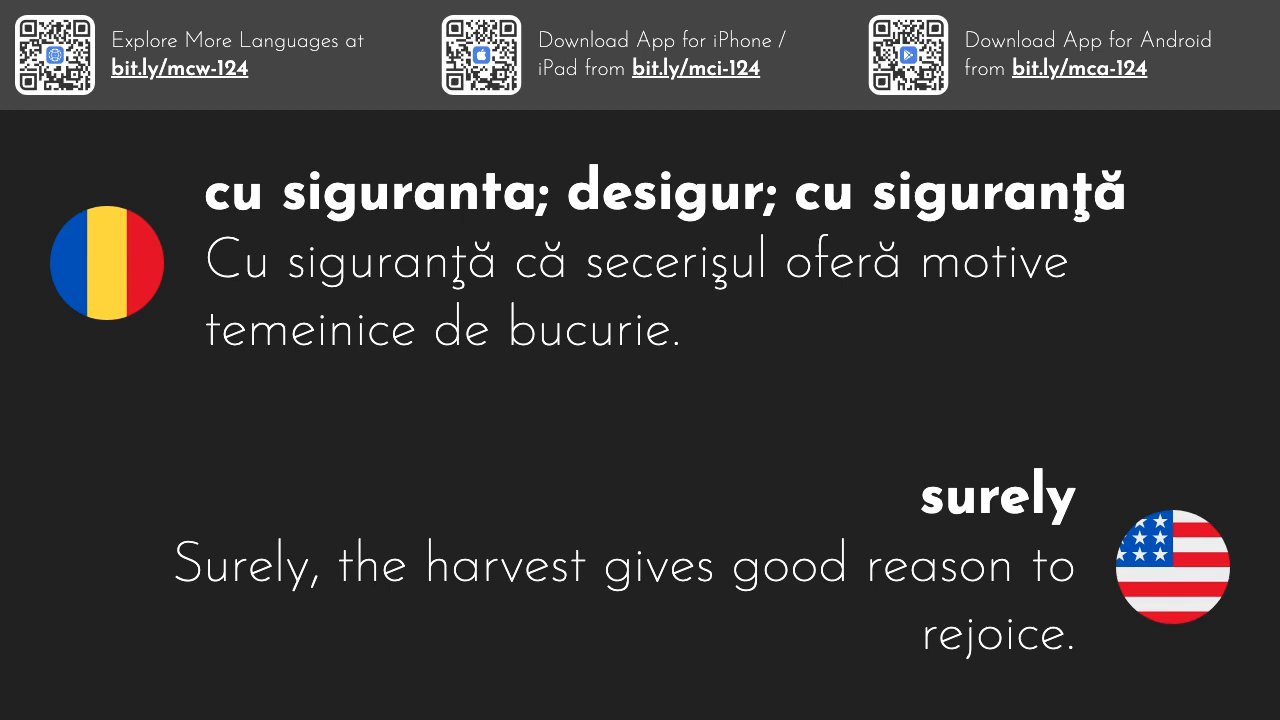 Explore More Languages at
bit.ly/mcw-124
Download App for iPhone /
iPad from bit.ly/mci-124
Download App for Android
from bit.ly/mca-124
cu siguranta; desigur; cu siguranţă
Cu siguranţă că secerişul oferă motive
temeinice de bucurie.
surely
Surely, the harvest gives good reason to
rejoice.